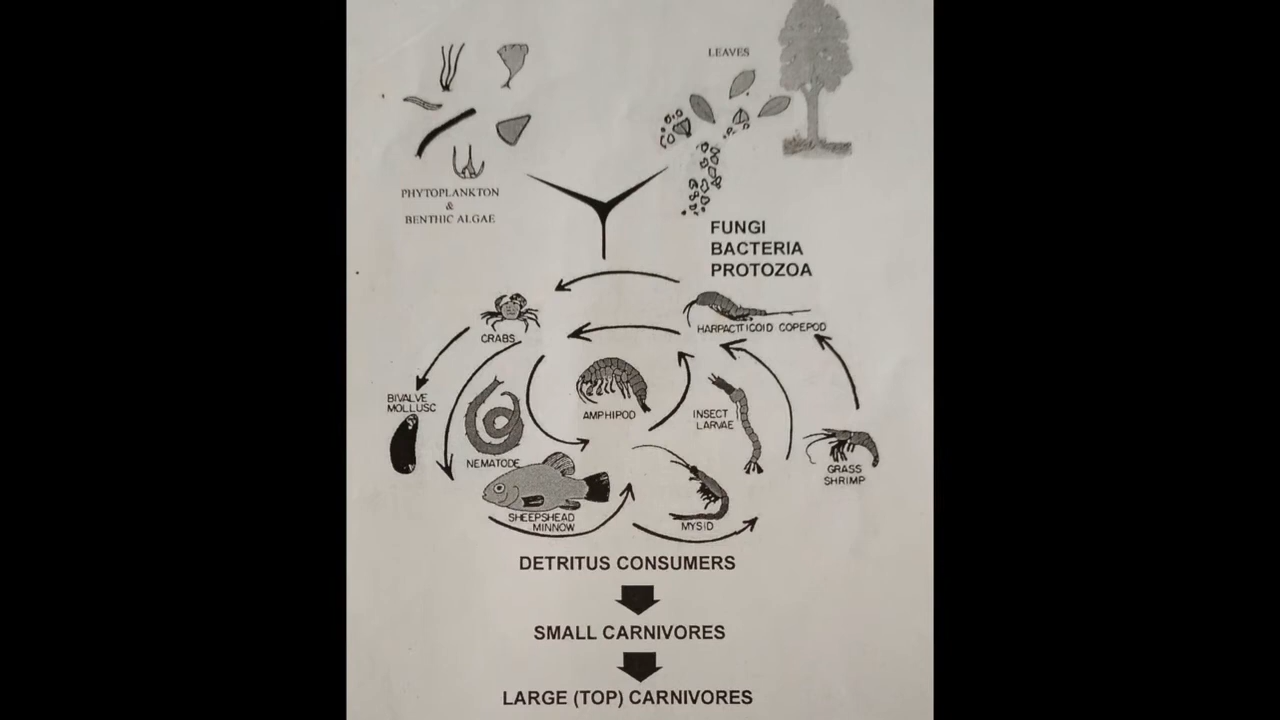 LEAVES
PHYTOPLANKTON
&
BENTHIC ALGAE
FUNGI
BACTERIA
PROTOZOA
CRABS
HARPACTTICOID COPEPOD
BIVALVE
MOLLUSC
AMPHIPOD
INSECT
LARVAE
NEMATODE
GRASS
SHRIMP
SHEEPSHEAD
MINNOW
MYSID
DETRITUS CONSUMERS
SMALL CARNIVORES
LARGE (TOP) CARNIVORES